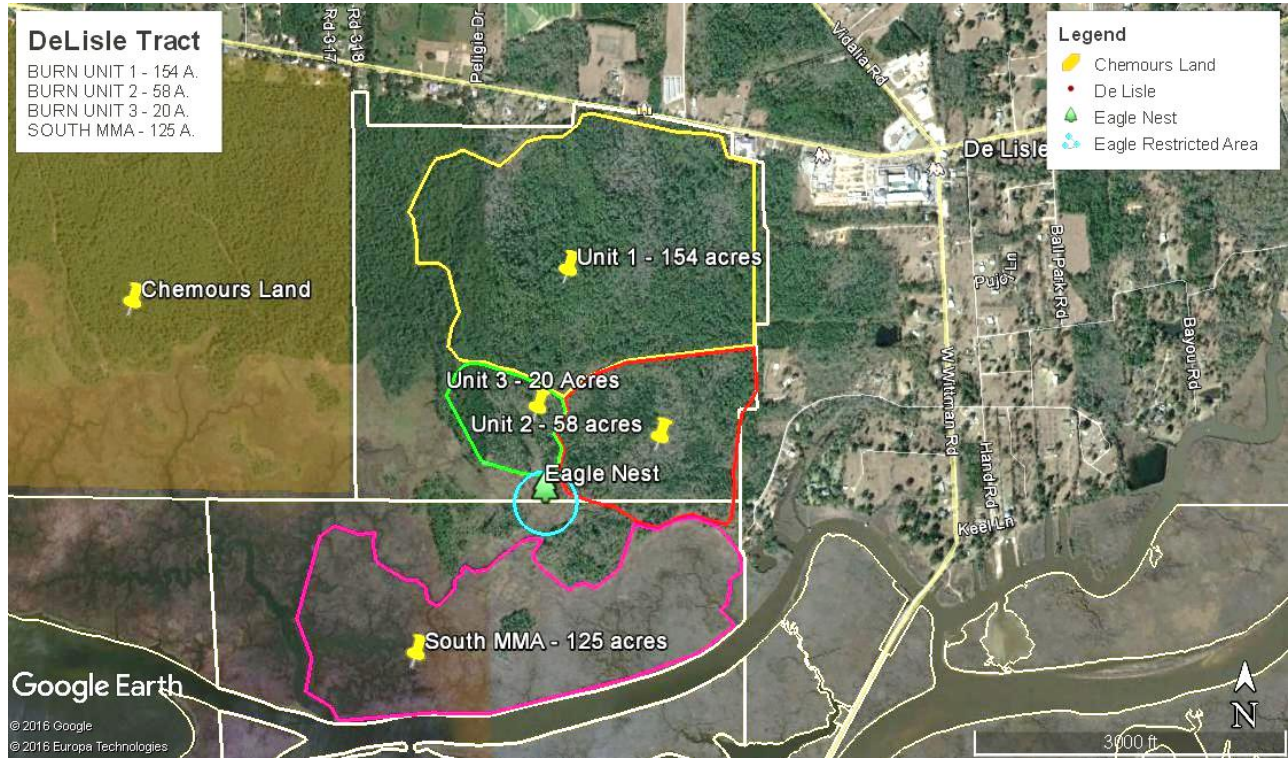 DeLisle Tract
BURN UNIT 1 - 154 A.
BURN UNIT 2 - 58 A.
BURN UNIT 3 - 20 A.
SOUTH MMA - 125 A.
Rd 317
Rd 318
Peligie Dr
Vidalia Rd
Legend
Chemours Land
De Lisle
Eagle Nest
Eagle Restricted Area
De Lisle
Unit 1 - 154 acres
Chemours Land
Pujol Ln
Ball Park Rd
Bayou Rd
W Wittman Rd
Unit 3 - 20 Acres
Unit 2 - 58 acres
Eagle Nest
Hand Rd
Keel Ln
South MMA - 125 acres
Google Earth
© 2016 Google
© 2016 Europa Technologies
N
3000 ft